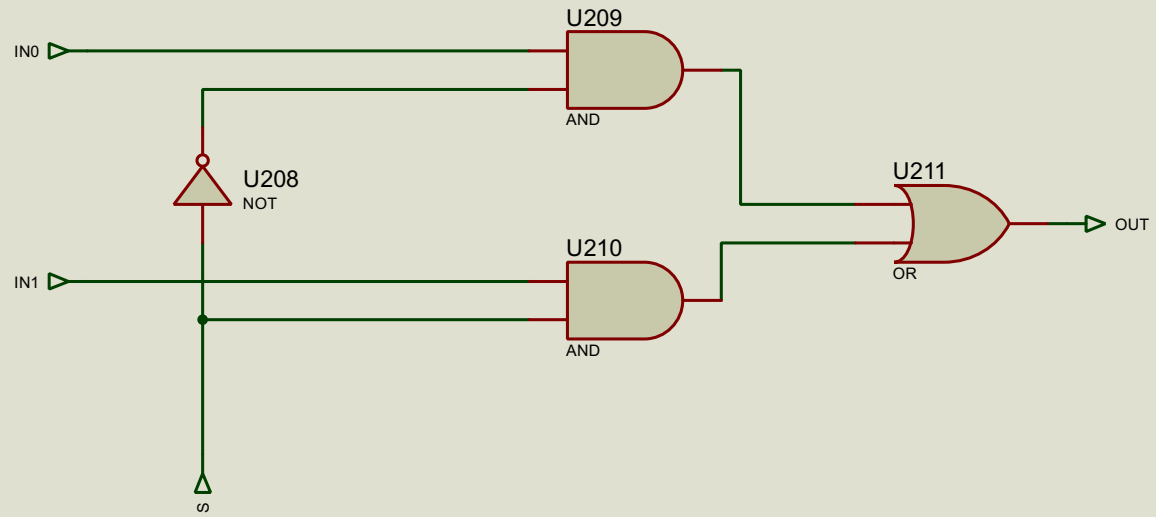 U209
IN0
AND
U211
U208
NOT
OUT
U210
IN1
OR
AND
S